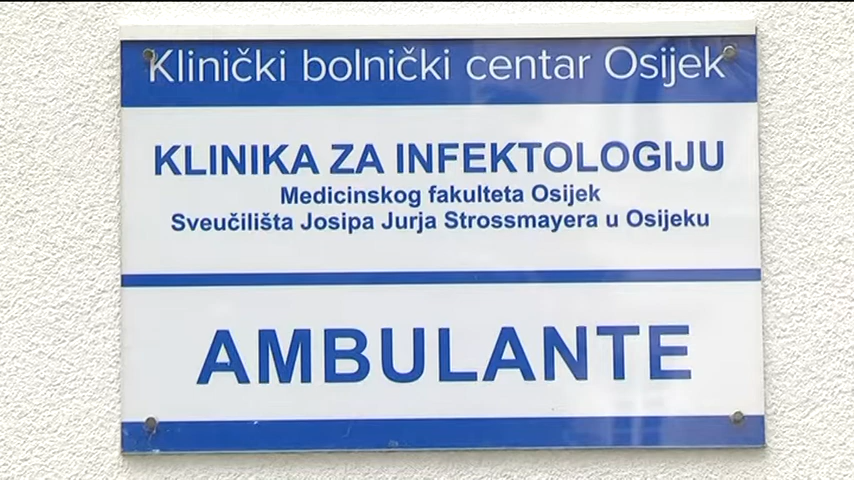 Klinički bolnički centar Osijek
KLINIKA ZA INFEKTOLOGIJU
Medicinskog fakulteta Osijek
Sveučilišta Josipa Jurja Strossmayera u Osijeku
AMBULANTE